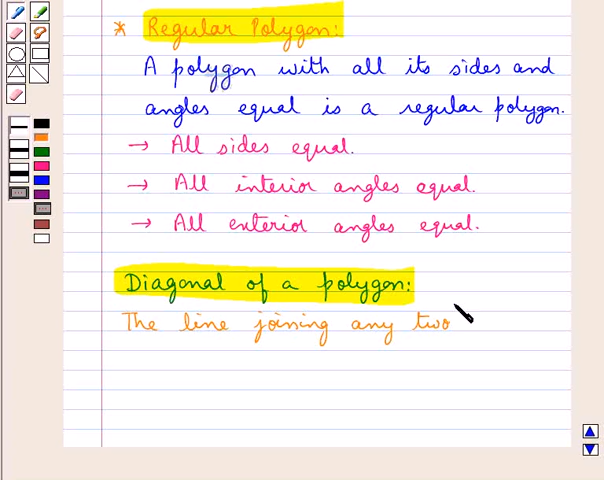 * Regular Polygon:
A polygon with all its sides and
angles equal is a regular polygon.
→ All sides equal.
→ All interior angles equal.
→ All exterior angles equal.
Diagonal of a polygon:
The line joining any two